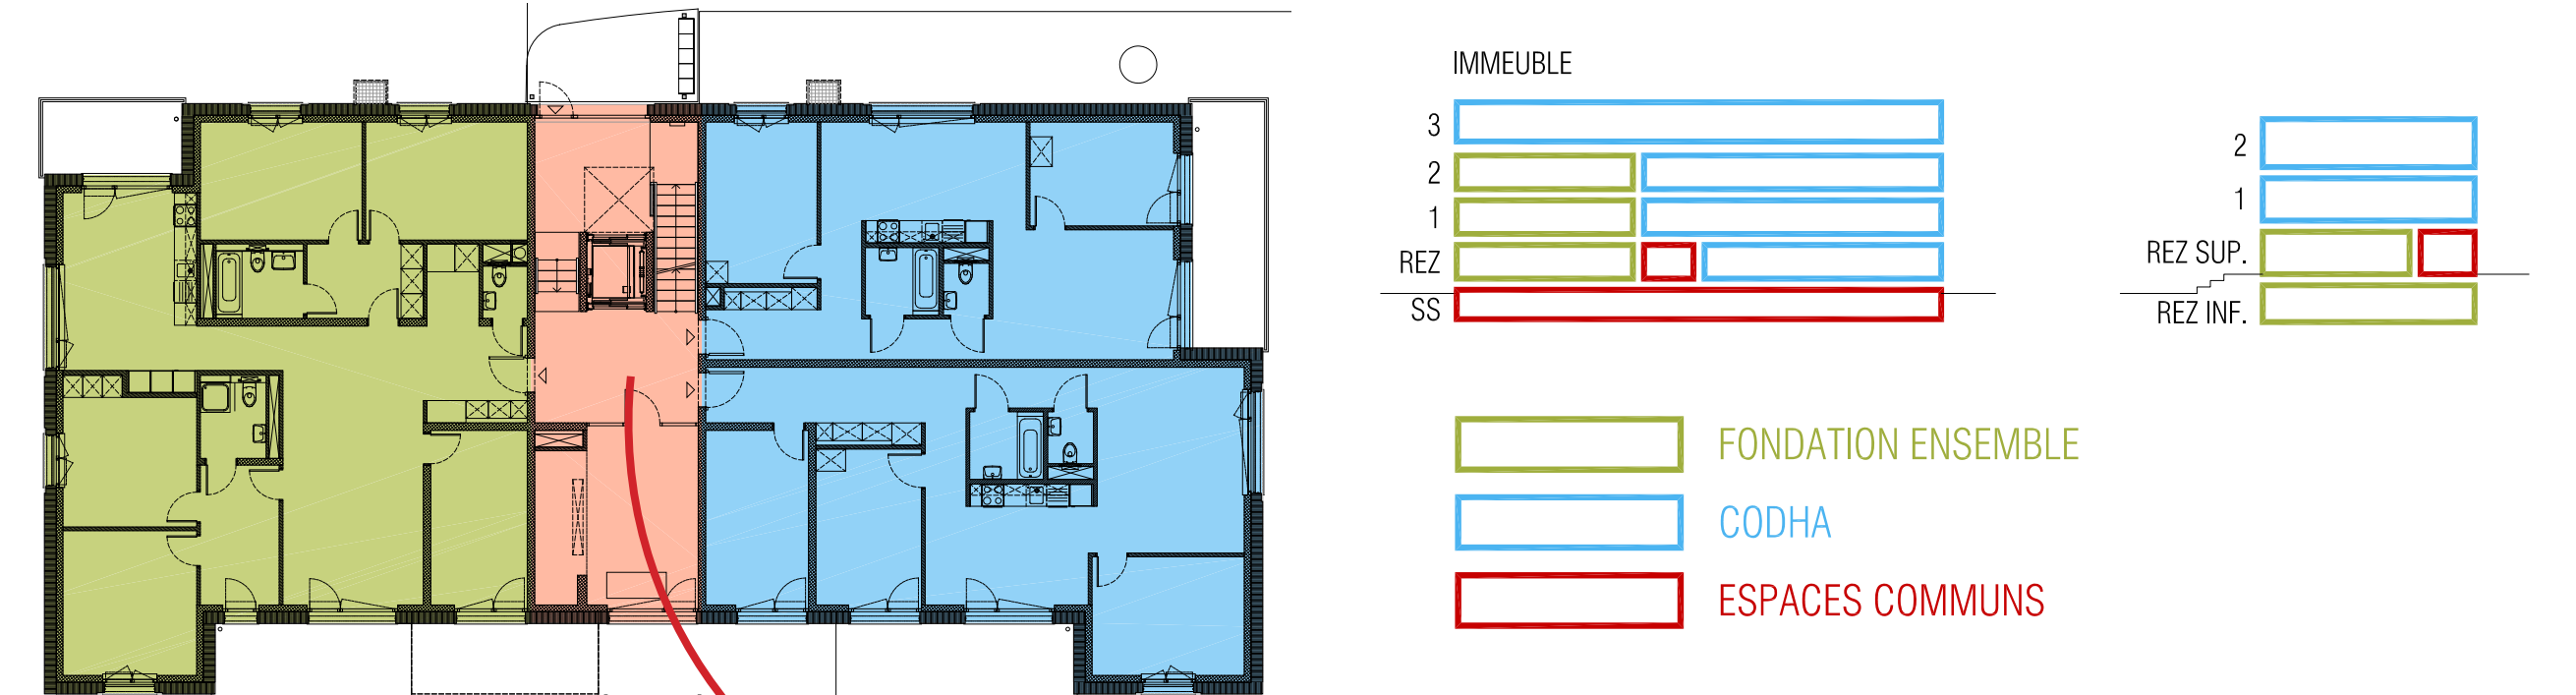 IMMEUBLE
3
2
1
REZ
SS
2
1
REZ SUP.
REZ INF.
FONDATION ENSEMBLE
CODHA
ESPACES COMMUNS